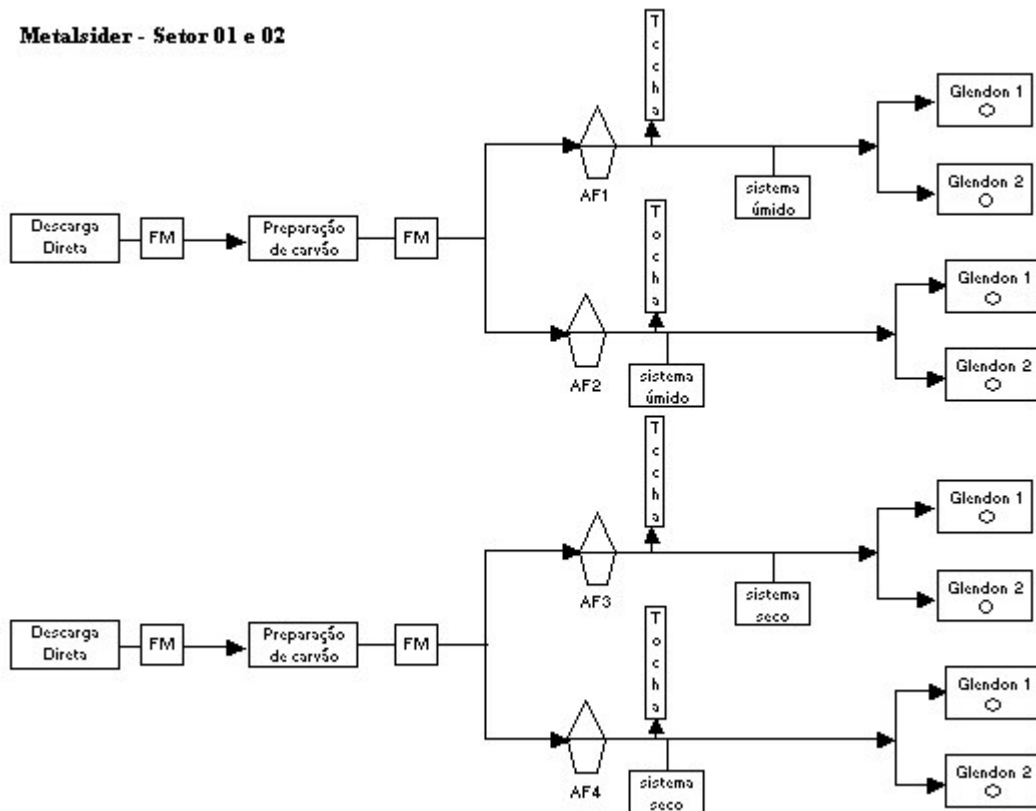 Metalsider - Setor 01 e 02
T
c
c
h
a
Glendon 1
AF1
sistema
úmido
Glendon 2
Descarga
Direta
FM
Preparação
de carvão
FM
T
o
c
h
a
Glendon 1
AF2
sistema
úmido
Glendon 2
T
c
c
h
a
Glendon 1
AF3
sistema
seco
Glendon 2
Descarga
Direta
FM
Preparação
de carvão
FM
T
o
c
h
a
Glendon 1
AF4
sistema
seco
Glendon 2